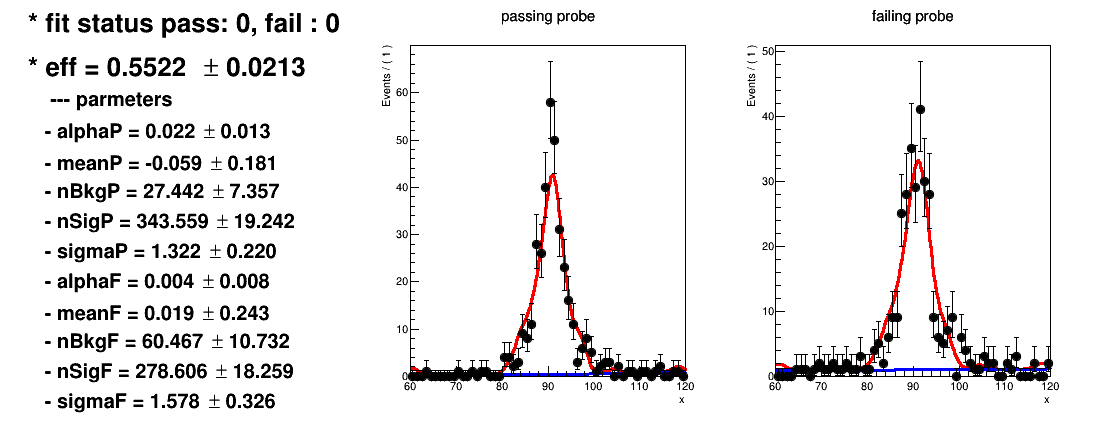 * fit status pass: 0, fail : 0
* eff = 0.5522 ± 0.0213
--- parmeters
- alphaP = 0.022 ± 0.013
- meanP = -0.059 ± 0.181
- nBkgP = 27.442 ± 7.357
- nSigP = 343.559 ± 19.242
- sigmaP = 1.322 ± 0.220
- alphaF = 0.004 ± 0.008
- meanF = 0.019 ± 0.243
- nBkgF = 60.467 ± 10.732
- nSigF = 278.606 ± 18.259
- sigmaF = 1.578 ± 0.326
passing probe
Events / ( 1 )
60
50
40
30
20
10
0
60 70 80 90 100 110 120
x
failing probe
Events / ( 1 )
50
40
30
20
10
0
60 70 80 90 100 110 120
x